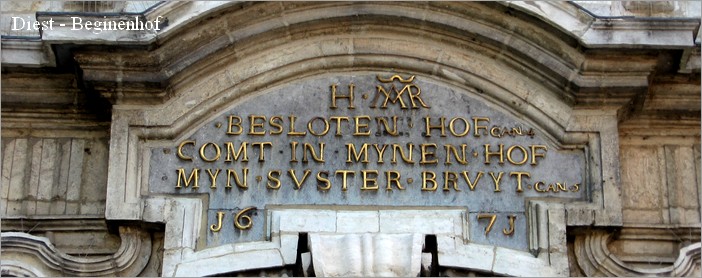 Diest - Beginenhof
H · MAR
· BESLOTEN · HOF CAN · 4
COMT · IN · MYNEN · HOF
MYN · SVSTER · BRVYT · CAN · 5
J6 7J